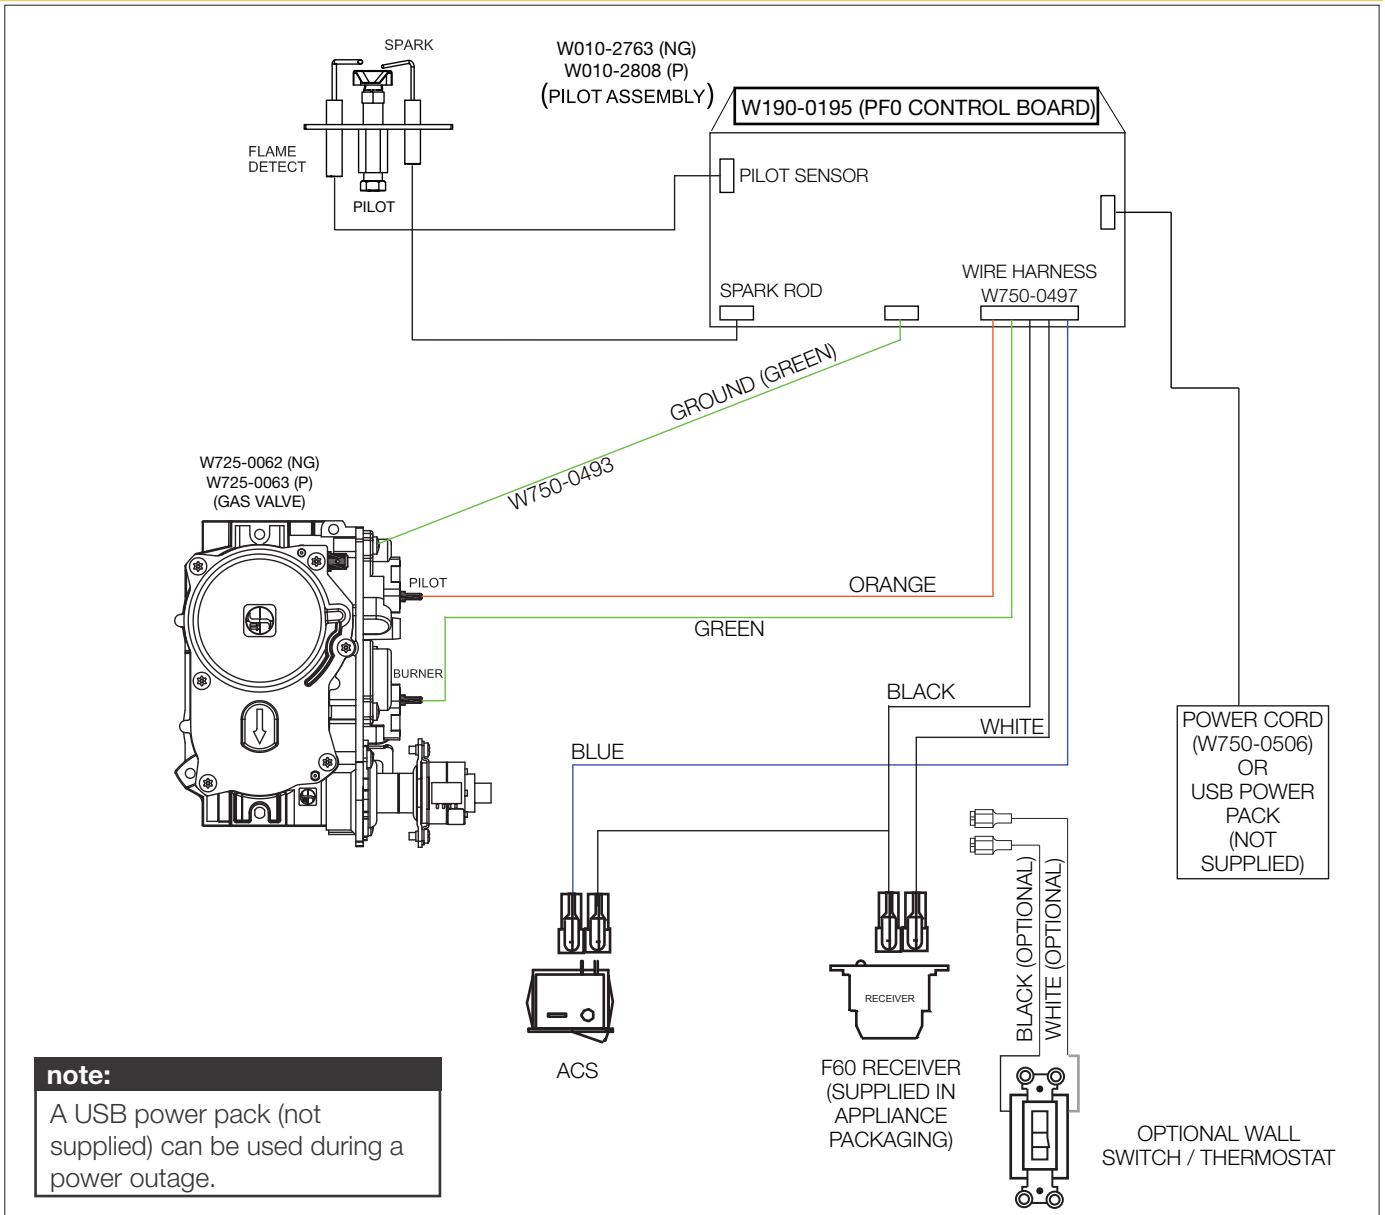 SPARK
W010-2763 (NG)
W010-2808 (P)
(PILOT ASSEMBLY)
W190-0195 (PF0 CONTROL BOARD)
FLAME
DETECT
PILOT
PILOT SENSOR
SPARK ROD
WIRE HARNESS
W750-0497
GROUND (GREEN)
W750-0493
W725-0062 (NG)
W725-0063 (P)
(GAS VALVE)
PILOT
ORANGE
GREEN
BURNER
BLACK
WHITE
BLUE
POWER CORD
(W750-0506)
OR
USB POWER
PACK
(NOT
SUPPLIED)
BLACK (OPTIONAL)
WHITE (OPTIONAL)
RECEIVER
ACS
F60 RECEIVER
(SUPPLIED IN
APPLIANCE
PACKAGING)
OPTIONAL WALL
SWITCH / THERMOSTAT
note:
A USB power pack (not
supplied) can be used during a
power outage.